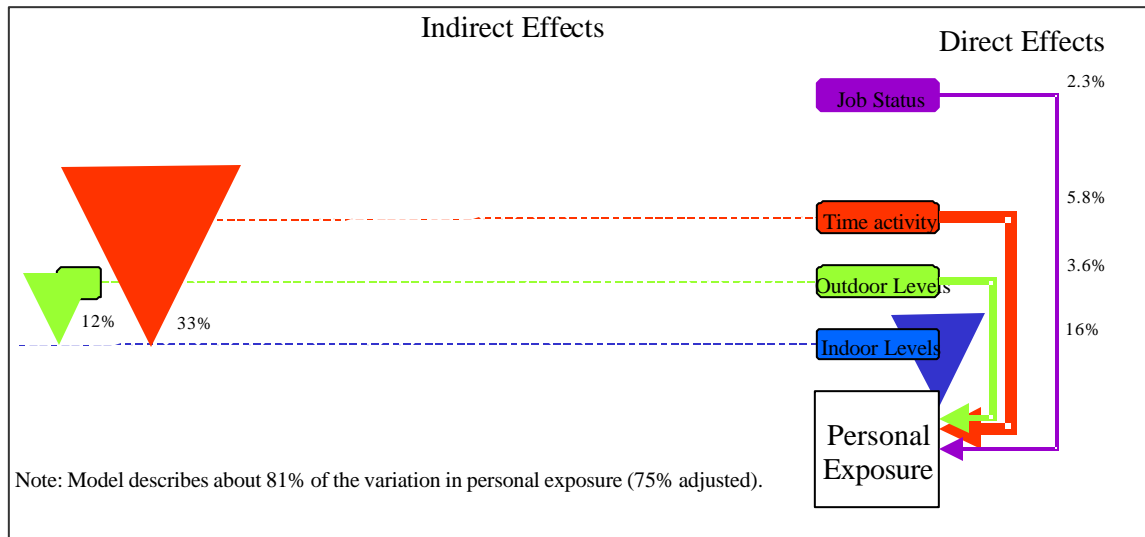 Indirect Effects
Direct Effects
2.3%
Job Status
5.8%
Time activity
3.6%
Outdoor Levels
12%
33%
16%
Indoor Levels
Personal
Exposure
Note: Model describes about 81% of the variation in personal exposure (75% adjusted).